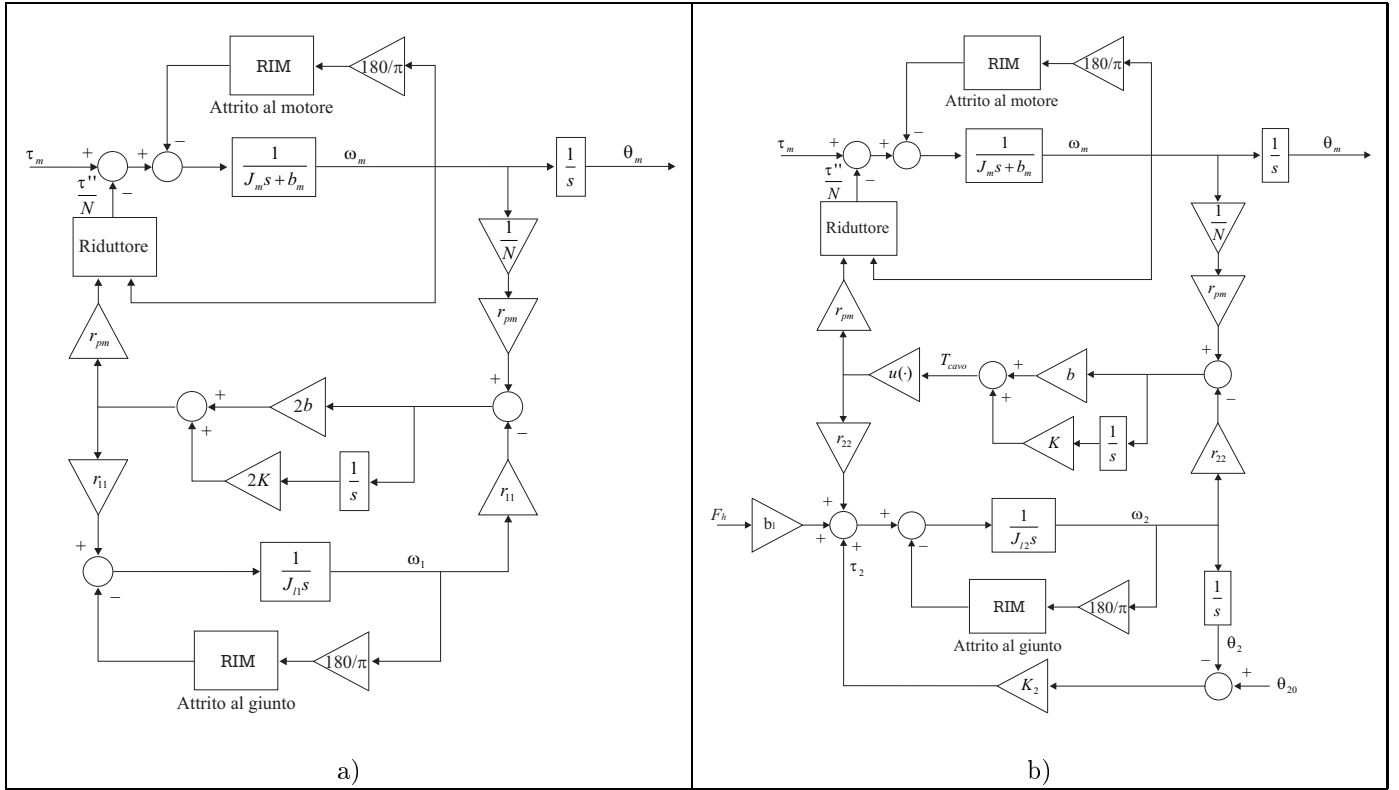 RIM
180/π
Attrito al motore
−
τm
+
+
1
Jms+bm
ωm
1
s
θm
τ''
N
−
Riduttore
1
N
rpm
rpm
+
+
2b
−
+
2K
1
s
r11
r11
+
1
Jl1s
ω1
−
RIM
180/π
Attrito al giunto
a)
RIM
180/π
Attrito al motore
−
τm
+
+
1
Jms+bm
ωm
1
s
θm
τ''
N
−
Riduttore
1
N
rpm
rpm
+
u(·)
Tcavo
+
b
−
+
K
1
s
r22
r22
Fh
b1
+
+
+
τ2
+
−
1
Jl2s
ω2
RIM
180/π
Attrito al giunto
1
s
θ2
−
K2
+
θ20
b)